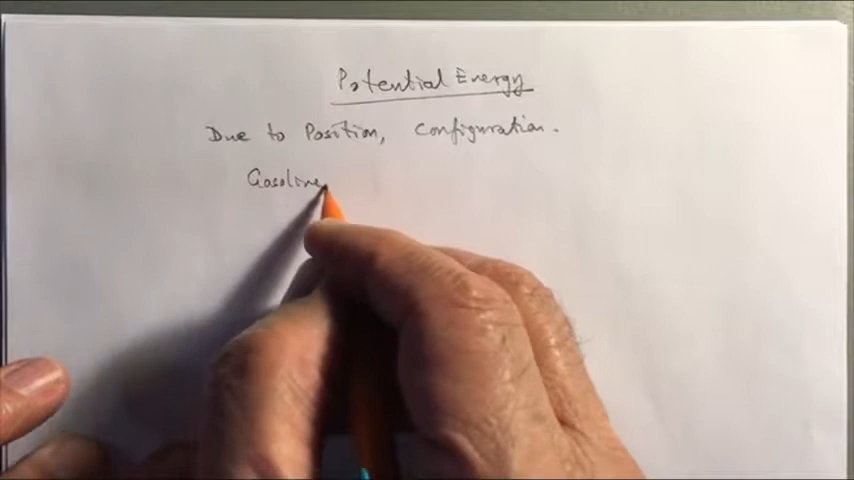 Potential Energy
Due to Position, Configuration.
Gasoline